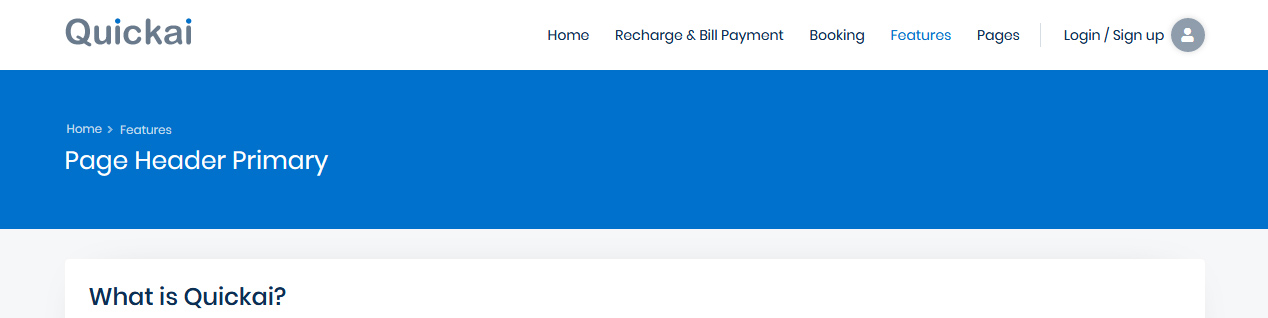 Quickai
Home Recharge & Bill Payment Booking Features Pages Login / Sign up
Home > Features
Page Header Primary
What is Quickai?